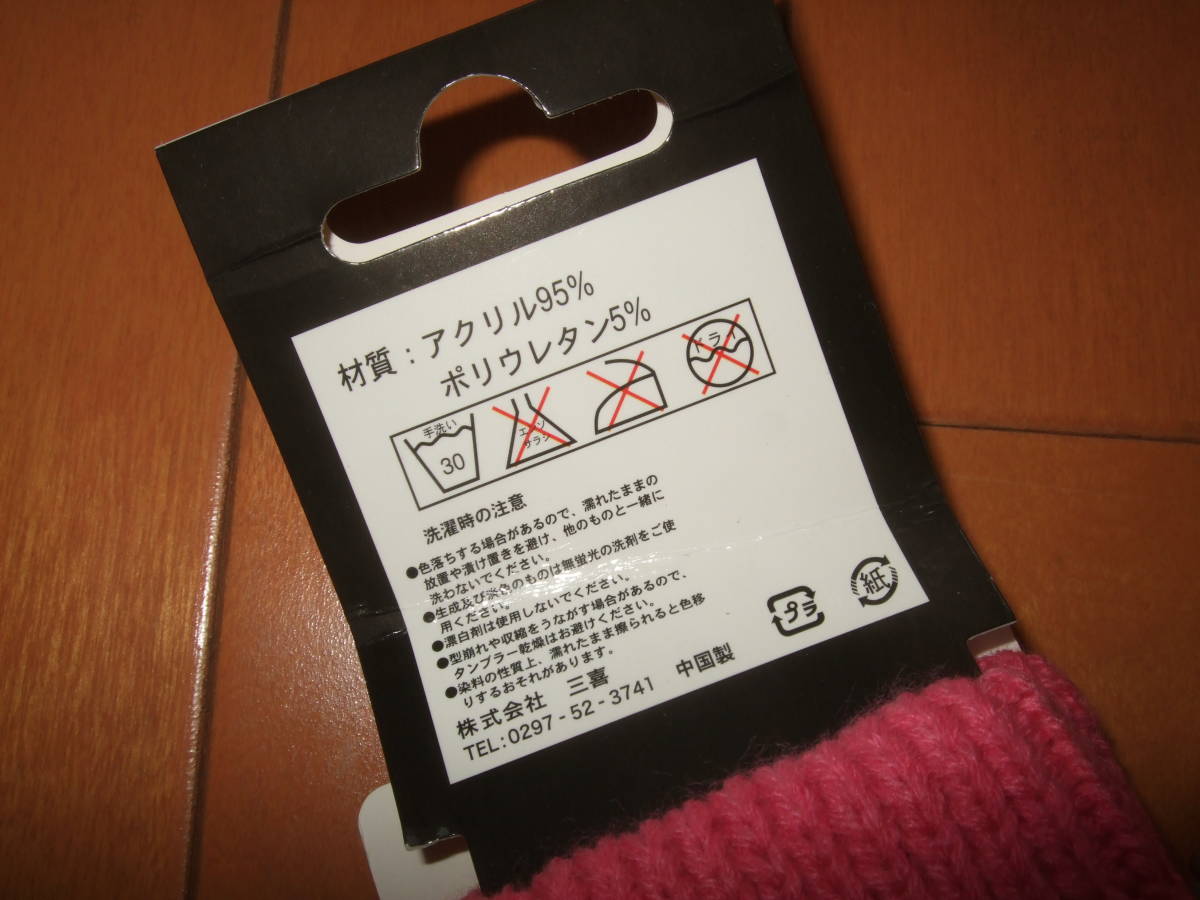 材質：アクリル95%
ポリウレタン5%
手洗い
30
エンソ
サラシ
ドライ
洗濯時の注意
●色落ちする場合があるので、濡れたままの
放置や漬け置きを避け、他のものと一緒に
洗わないでください。
●生成及び淡色のものは無蛍光の洗剤をご使
用ください。
●漂白剤は使用しないでください。
●型崩れや収縮をうながす場合があるので、
タンブラー乾燥はお避けください。
●染料の性質上、濡れたまま擦られると色移
りするおそれがあります。
株式会社 三喜 中国製
TEL:0297-52-3741
プラ
紙